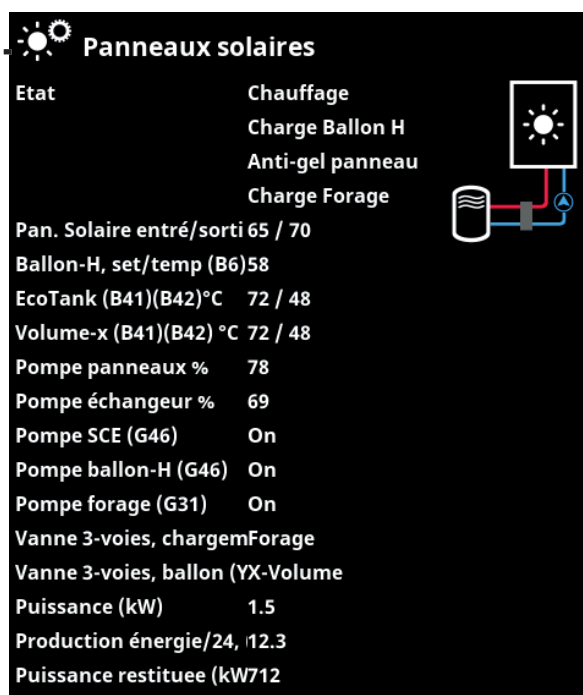 Panneaux solaires
Etat Chauffage
Charge Ballon H
Anti-gel panneau
Charge Forage
Pan. Solaire entré/sorti 65 / 70
Ballon-H, set/temp (B6) 58
EcoTank (B41)(B42)°C 72 / 48
Volume-x (B41)(B42) °C 72 / 48
Pompe panneaux % 78
Pompe échangeur % 69
Pompe SCE (G46) On
Pompe ballon-H (G46) On
Pompe forage (G31) On
Vanne 3-voies, chargem Forage
Vanne 3-voies, ballon (Y X-Volume
Puissance (kW) 1.5
Production énergie/24, 12.3
Puissance restituee (kW 712